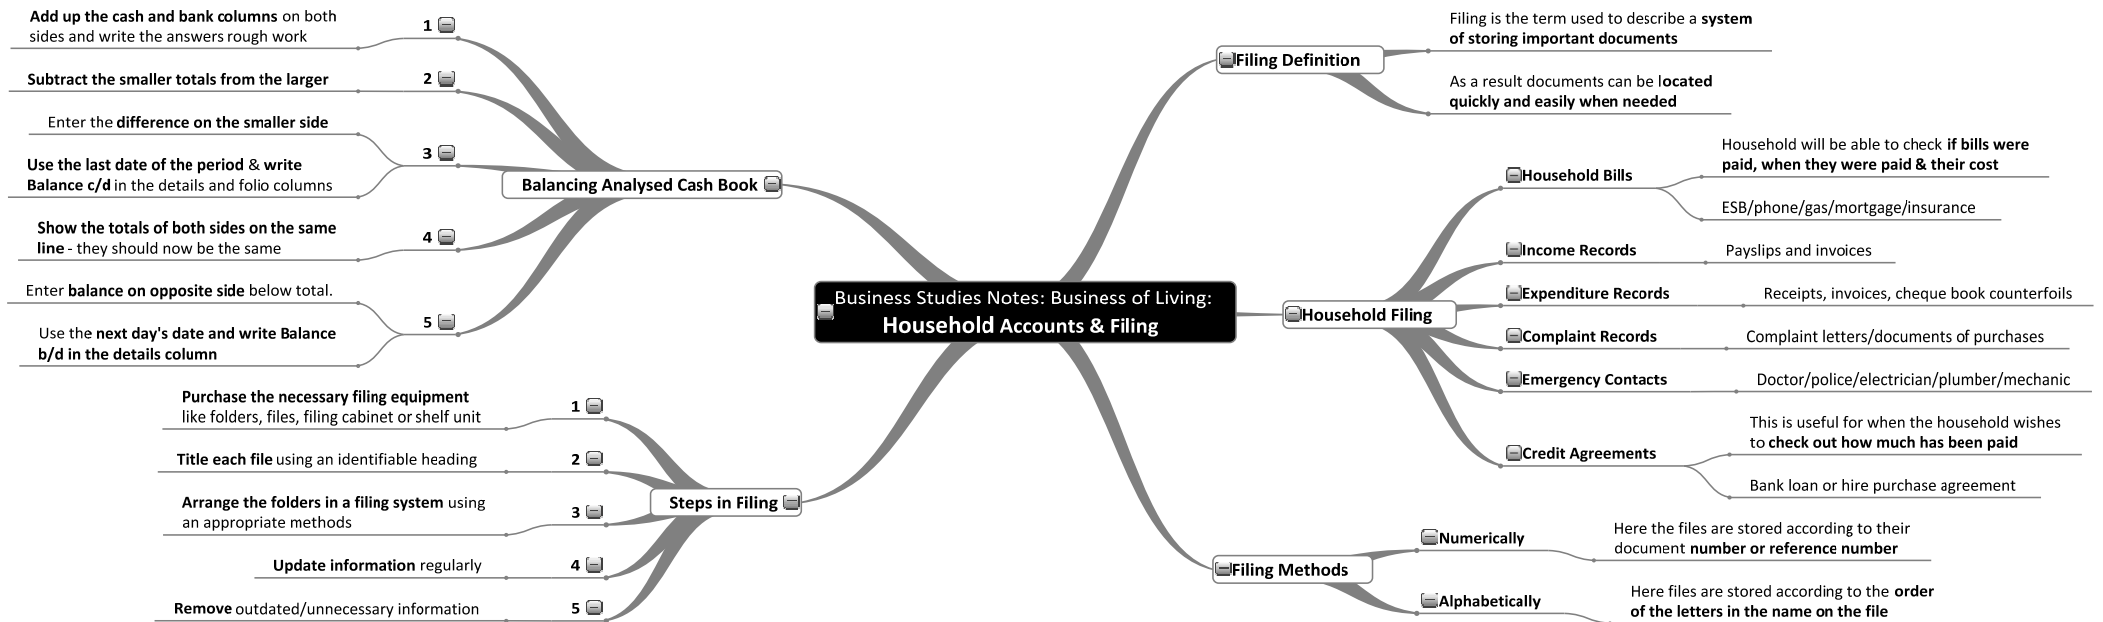 Business Studies Notes: Business of Living:
Household Accounts & Filing
Balancing Analysed Cash Book
1
Add up the cash and bank columns on both
sides and write the answers rough work
2
Subtract the smaller totals from the larger
3
Enter the difference on the smaller side
Use the last date of the period & write
Balance c/d in the details and folio columns
4
Show the totals of both sides on the same
line - they should now be the same
5
Enter balance on opposite side below total.
Use the next day's date and write Balance
b/d in the details column
Steps in Filing
1
Purchase the necessary filing equipment
like folders, files, filing cabinet or shelf unit
2
Title each file using an identifiable heading
3
Arrange the folders in a filing system using
an appropriate methods
4
Update information regularly
5
Remove outdated/unnecessary information
Filing Definition
Filing is the term used to describe a system
of storing important documents
As a result documents can be located
quickly and easily when needed
Household Filing
Household Bills
Household will be able to check if bills were
paid, when they were paid & their cost
ESB/phone/gas/mortgage/insurance
Income Records
Payslips and invoices
Expenditure Records
Receipts, invoices, cheque book counterfoils
Complaint Records
Complaint letters/documents of purchases
Emergency Contacts
Doctor/police/electrician/plumber/mechanic
Credit Agreements
This is useful for when the household wishes
to check out how much has been paid
Bank loan or hire purchase agreement
Filing Methods
Numerically
Here the files are stored according to their
document number or reference number
Alphabetically
Here files are stored according to the order
of the letters in the name on the file